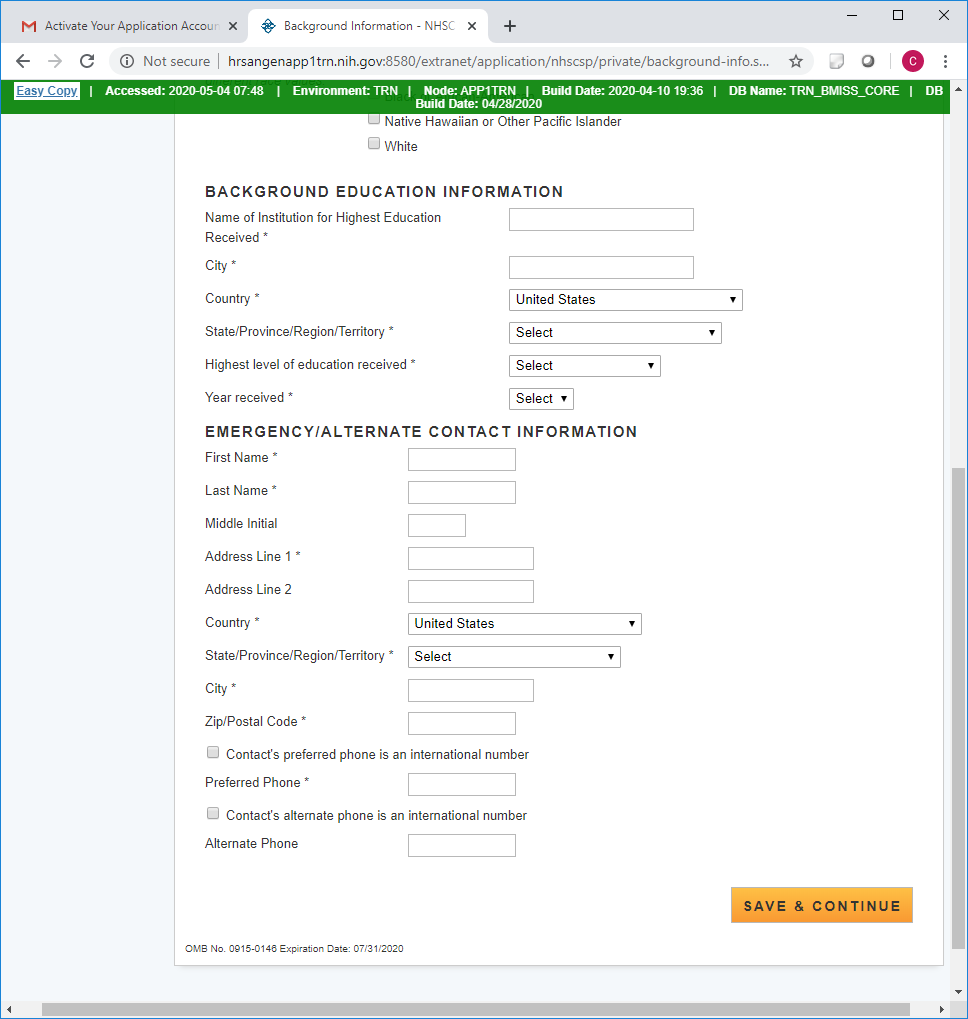 Activate Your Application Accoun
Background Information - NHSC
Not secure
hrsangenapp1trn.nih.gov:8580/extranet/application/nhscsp/private/background-info.s...
C
Easy Copy | Accessed: 2020-05-04 07:48 | Environment: TRN | Node: APP1TRN | Build Date: 2020-04-10 19:36 | DB Name: TRN_BMISS_CORE | DB
Build Date: 04/28/2020
Native Hawaiian or Other Pacific Islander
White
BACKGROUND EDUCATION INFORMATION
Name of Institution for Highest Education
Received *
City *
Country * United States
State/Province/Region/Territory * Select
Highest level of education received * Select
Year received * Select
EMERGENCY/ALTERNATE CONTACT INFORMATION
First Name *
Last Name *
Middle Initial
Address Line 1 *
Address Line 2
Country * United States
State/Province/Region/Territory * Select
City *
Zip/Postal Code *
Contact's preferred phone is an international number
Preferred Phone *
Contact's alternate phone is an international number
Alternate Phone
SAVE & CONTINUE
OMB No. 0915-0146 Expiration Date: 07/31/2020